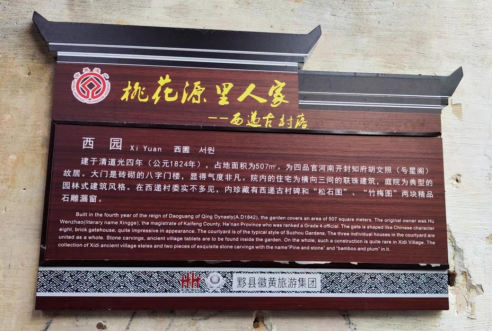 桃花源里人家
——西递古村落
西园 Xi Yuan 西園 서원
建于清道光四年（公元1824年），占地面积为507㎡，为四品官河南开封知府胡文照（号星阁）
故居。大门是砖砌的八字门楼，显得气度非凡。院内的住宅为横向三间的联珠建筑，庭院为典型的
园林式建筑风格。在西递村委实不多见，内珍藏有西递古村碑和“松石图”、“竹梅图”两块精品
石雕漏窗。
Built in the fourth year of the reign of Daoguang of Qing Dynasty(A.D1842), the garden covers an area of 507 square meters. The original owner was Hu
Wenzhao(literary name Xingge), the magistrate of Kaifeng County, He'nan Province who was ranked a Grade 4 official. The gate is shaped like Chinese character
eight, brick gatehouse, quite impressive in appearance. The courtyard is of the typical style of Suzhou Gardens. The three individual houses in the courtyard are
united as a whole. Stone carvings, ancient village tablets are to be found inside the garden. On the whole, such a construction is quite rare in Xidi Village. The
collection of Xidi ancient village steles and two pieces of exquisite stone carvings with the name"Pine and stone" and "bamboo and plum" in it.
黟县徽黄旅游集团